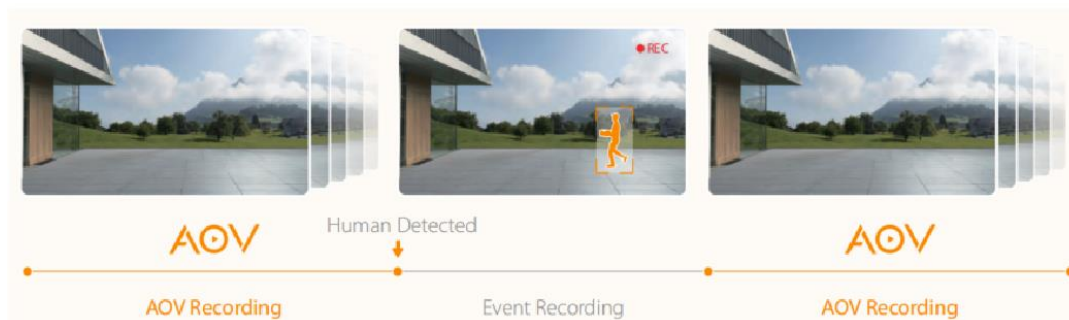 REC
AOV
Human Detected
AOV
AOV Recording
Event Recording
AOV Recording